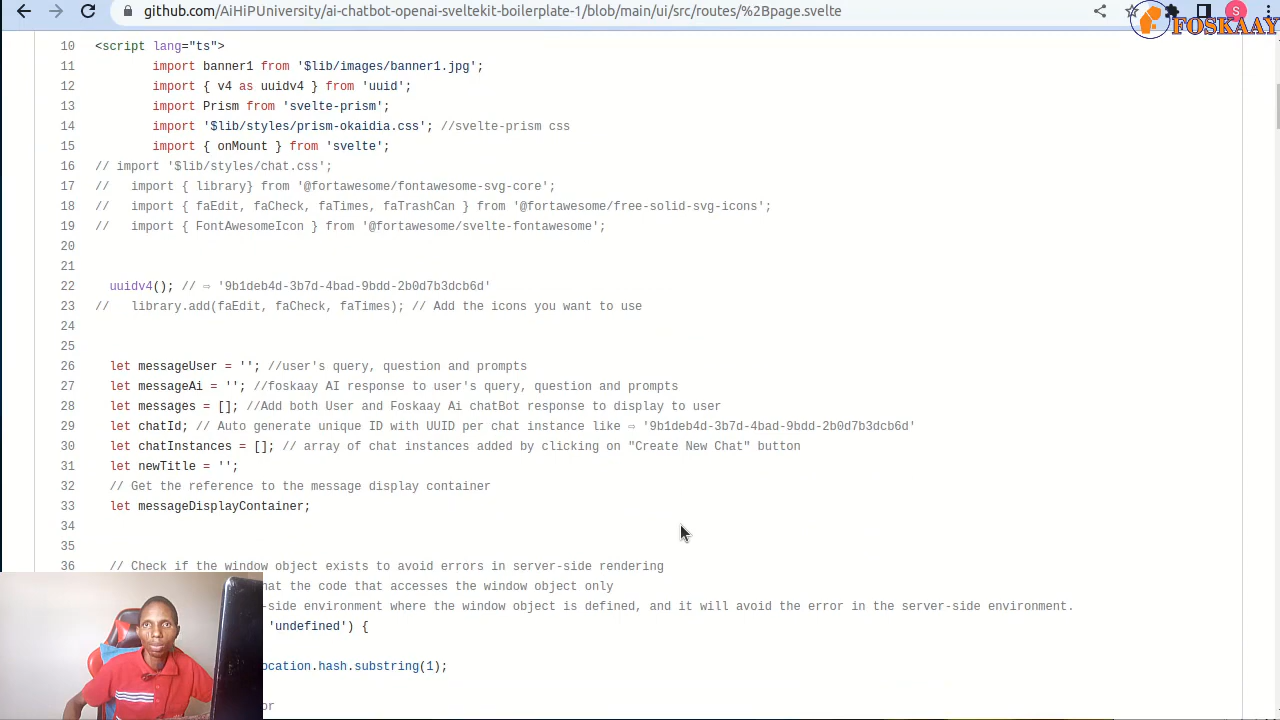 github.com/AiHiPUniversity/ai-chatbot-openai-sveltekit-boilerplate-1/blob/main/ui/src/routes/%2Bpage.svelte
S
FOSKAAY
10 <script lang="ts">
11 import banner1 from '$lib/images/banner1.jpg';
12 import { v4 as uuidv4 } from 'uuid';
13 import Prism from 'svelte-prism';
14 import '$lib/styles/prism-okaidia.css'; //svelte-prism css
15 import { onMount } from 'svelte';
16 // import '$lib/styles/chat.css';
17 // import { library} from '@fortawesome/fontawesome-svg-core';
18 // import { faEdit, faCheck, faTimes, faTrashCan } from '@fortawesome/free-solid-svg-icons';
19 // import { FontAwesomeIcon } from '@fortawesome/svelte-fontawesome';
20
21
22 uuidv4(); // ⇨ '9b1deb4d-3b7d-4bad-9bdd-2b0d7b3dcb6d'
23 // library.add(faEdit, faCheck, faTimes); // Add the icons you want to use
24
25
26 let messageUser = ''; //user's query, question and prompts
27 let messageAi = ''; //foskaay AI response to user's query, question and prompts
28 let messages = []; //Add both User and Foskaay Ai chatBot response to display to user
29 let chatId; // Auto generate unique ID with UUID per chat instance like ⇨ '9b1deb4d-3b7d-4bad-9bdd-2b0d7b3dcb6d'
30 let chatInstances = []; // array of chat instances added by clicking on "Create New Chat" button
31 let newTitle = '';
32 // Get the reference to the message display container
33 let messageDisplayContainer;
34
35
36 // Check if the window object exists to avoid errors in server-side rendering
hat the code that accesses the window object only
-side environment where the window object is defined, and it will avoid the error in the server-side environment.
'undefined') {
ocation.hash.substring(1);
or